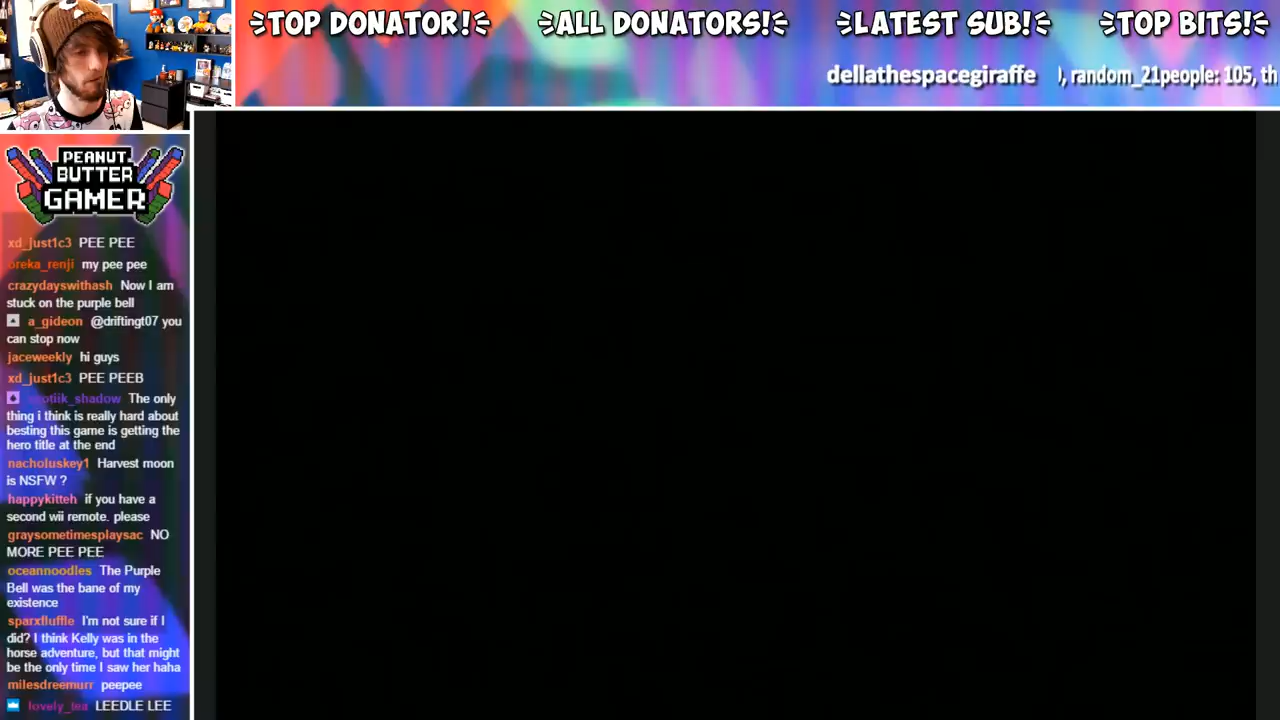 TOP DONATOR! ALL DONATORS! LATEST SUB! TOP BITS!
dellathespacegiraffe ), random_21people: 105, th
PEANUT
BUTTER
GAMER
xd_just1c3 PEE PEE
oreka_renji my pee pee
crazydayswithash Now I am
stuck on the purple bell
a_gideon @driftingt07 you
can stop now
jaceweekly hi guys
xd_just1c3 PEE PEEB
The only
thing i think is really hard about
besting this game is getting the
hero title at the end
nacholuskey1 Harvest moon
is NSFW ?
happykitteh if you have a
second wii remote. please
graysometimesplaysac NO
MORE PEE PEE
oceannoodles The Purple
Bell was the bane of my
existence
sparxfluffle I'm not sure if I
did? I think Kelly was in the
horse adventure, but that might
be the only time I saw her haha
milesdreemurr peepee
lovely_tea LEEDLE LEE